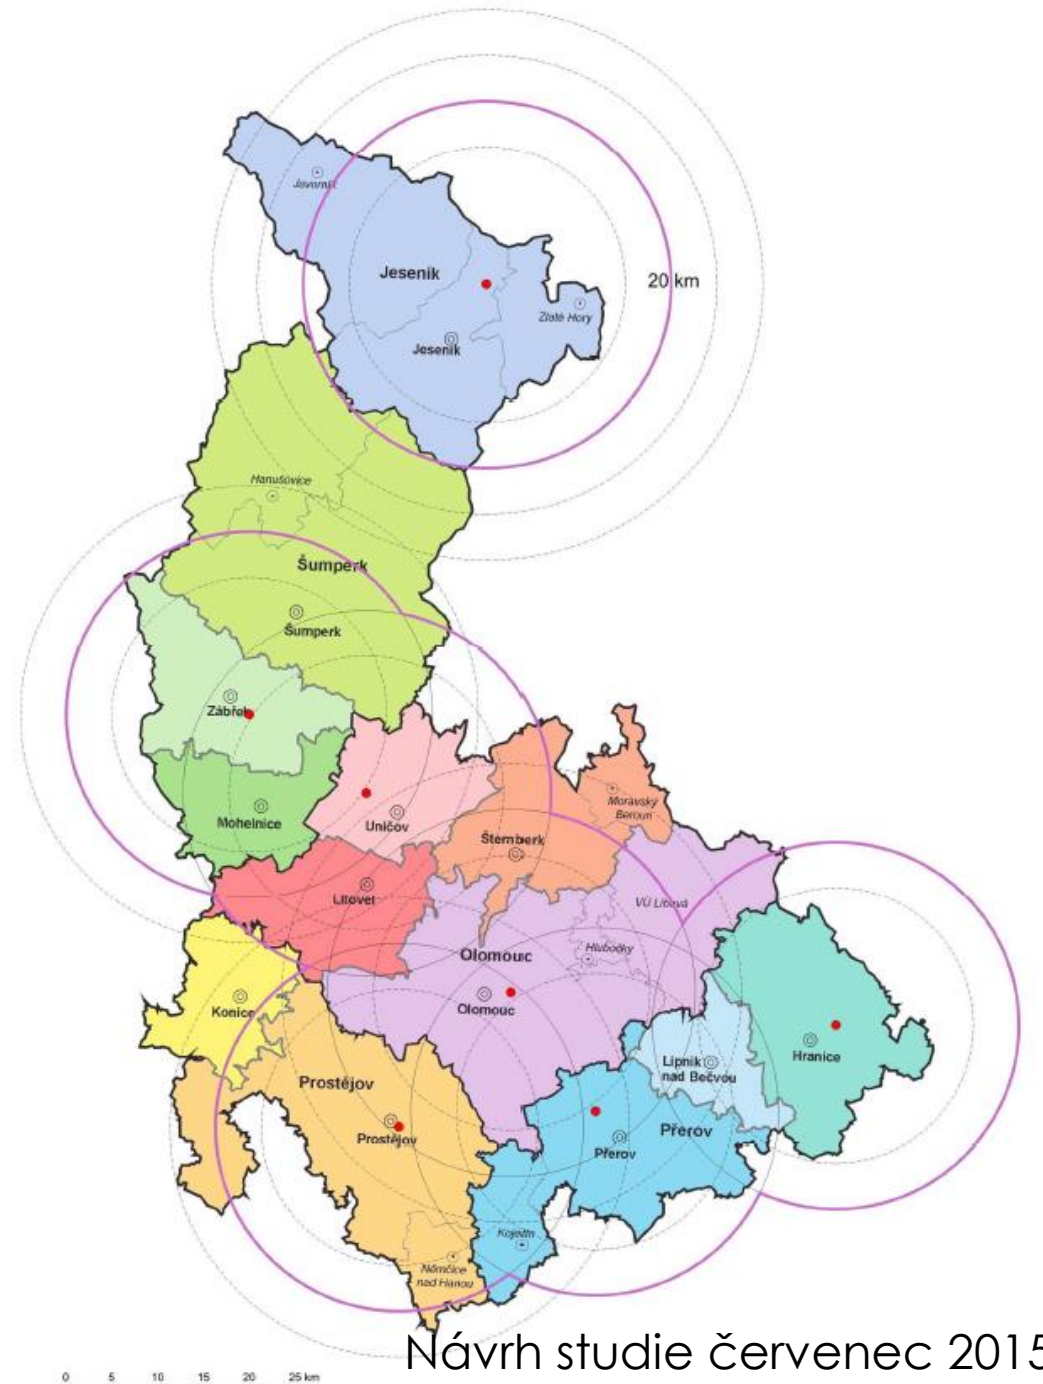 Javorník
Jeseník
20 km
Zlaté Hory
Jeseník
Hanušovice
Šumperk
Šumperk
Zábřeh
Mohelnice
Uničov
Moravský
Beroun
Šternberk
Litovel
VÚ Libavá
Olomouc
Hlubočky
Konice
Olomouc
Hranice
Lipník
nad Bečvou
Prostějov
Prostějov
Přerov
Přerov
Kojetín
Němčice
nad Hanou
Návrh studie červenec 2015
0 5 10 15 20 25 km